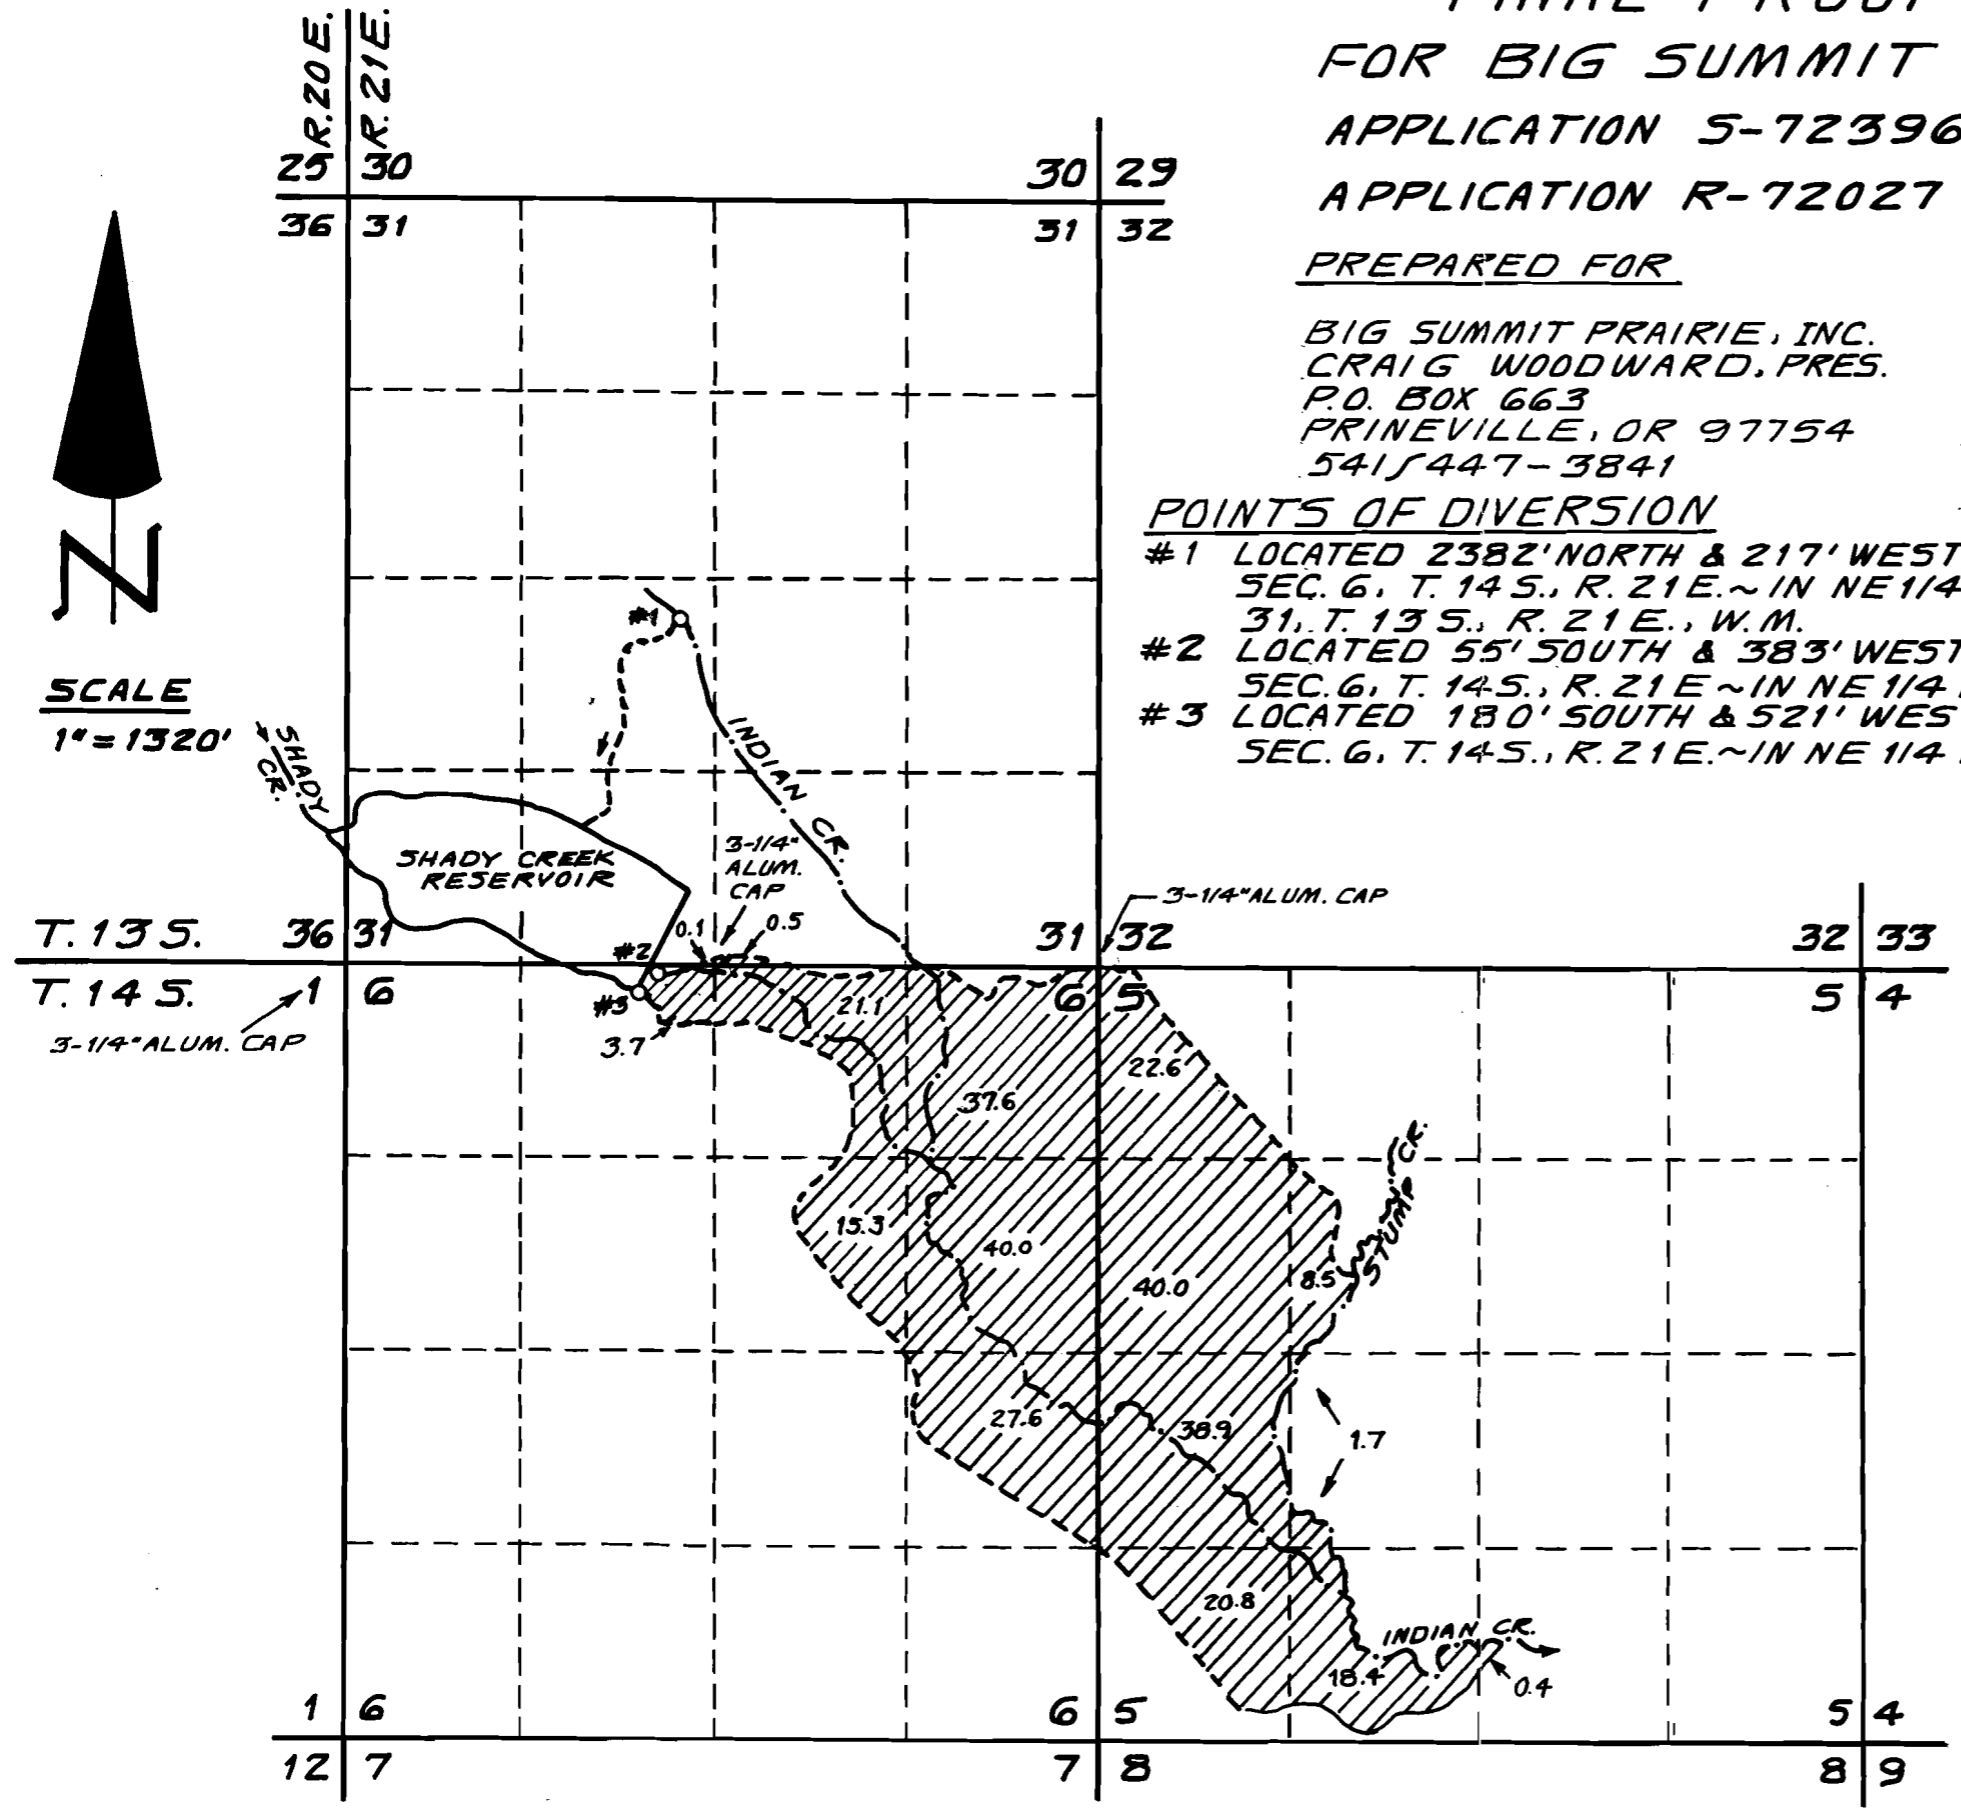 FOR BIG SUMMIT
APPLICATION S-72396
APPLICATION R-72027
PREPARED FOR
BIG SUMMIT PRAIRIE, INC.
CRAIG WOODWARD, PRES.
P.O. BOX 663
PRINEVILLE, OR 97754
541/447-3841
POINTS OF DIVERSION
#1 LOCATED 2382' NORTH & 217' WEST
SEC. 6, T. 14 S., R. 21 E. ~ IN NE 1/4
31, T. 13 S., R. 21 E., W.M.
#2 LOCATED 55' SOUTH & 383' WEST
SEC. 6, T. 14 S., R. 21 E ~ IN NE 1/4
#3 LOCATED 180' SOUTH & 521' WES
SEC. 6, T. 14 S., R. 21 E. ~ IN NE 1/4
R. 20 E.
R. 21 E.
25 30
36 31
30 29
31 32
N
SCALE
1" = 1320'
#1
SHADY
CR.
INDIAN CR.
SHADY CREEK
RESERVOIR
3-1/4"
ALUM.
CAP
0.1
0.5
3-1/4" ALUM. CAP
T. 13 S.
36 31
31 32
32 33
T. 14 S.
1 6
6 5
5 4
3-1/4" ALUM. CAP
#2
#3
3.7
21.1
22.6
37.6
STUMP CK.
15.3
40.0
40.0
8.5
27.6
38.9
1.7
20.8
INDIAN CR.
18.4
0.4
1 6
12 7
6 5
7 8
5 4
8 9